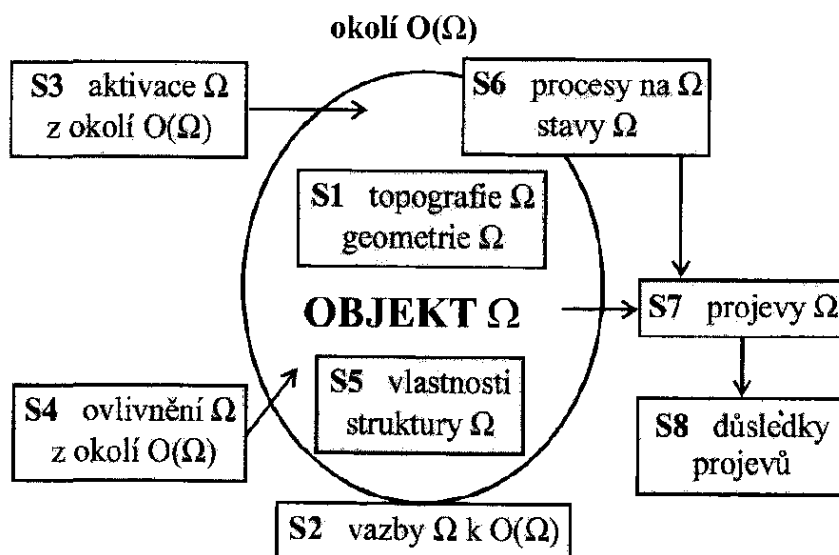 okolí O(Ω)
S3 aktivace Ω
z okolí O(Ω)
S6 procesy na Ω
stavy Ω
S1 topografie Ω
geometrie Ω
OBJEKT Ω
S7 projevy Ω
S5 vlastnosti
struktury Ω
S4 ovlivnění Ω
z okolí O(Ω)
S8 důsledky
projevů
S2 vazby Ω k O(Ω)